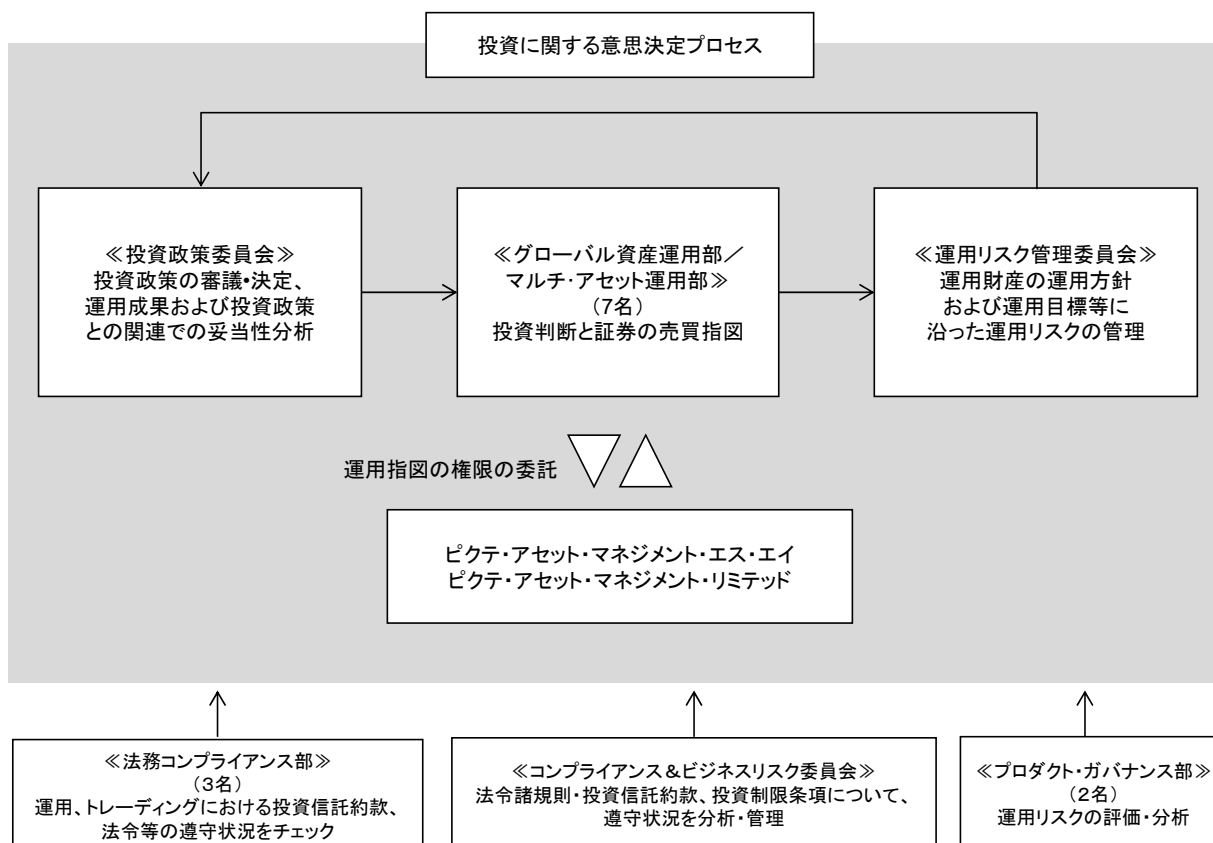 投資に関する意思決定プロセス
≪投資政策委員会≫
投資政策の審議・決定、
運用成果および投資政策
との関連での妥当性分析
≪グローバル資産運用部／
マルチ・アセット運用部≫
（7名）
投資判断と証券の売買指図
≪運用リスク管理委員会≫
運用財産の運用方針
および運用目標等に
沿った運用リスクの管理
運用指図の権限の委託
ピクテ・アセット・マネジメント・エス・エイ
ピクテ・アセット・マネジメント・リミテッド
≪法務コンプライアンス部≫
（3名）
運用、トレーディングにおける投資信託約款、
法令等の遵守状況をチェック
≪コンプライアンス＆ビジネスリスク委員会≫
法令諸規則・投資信託約款、投資制限条項について、
遵守状況を分析・管理
≪プロダクト・ガバナンス部≫
（2名）
運用リスクの評価・分析